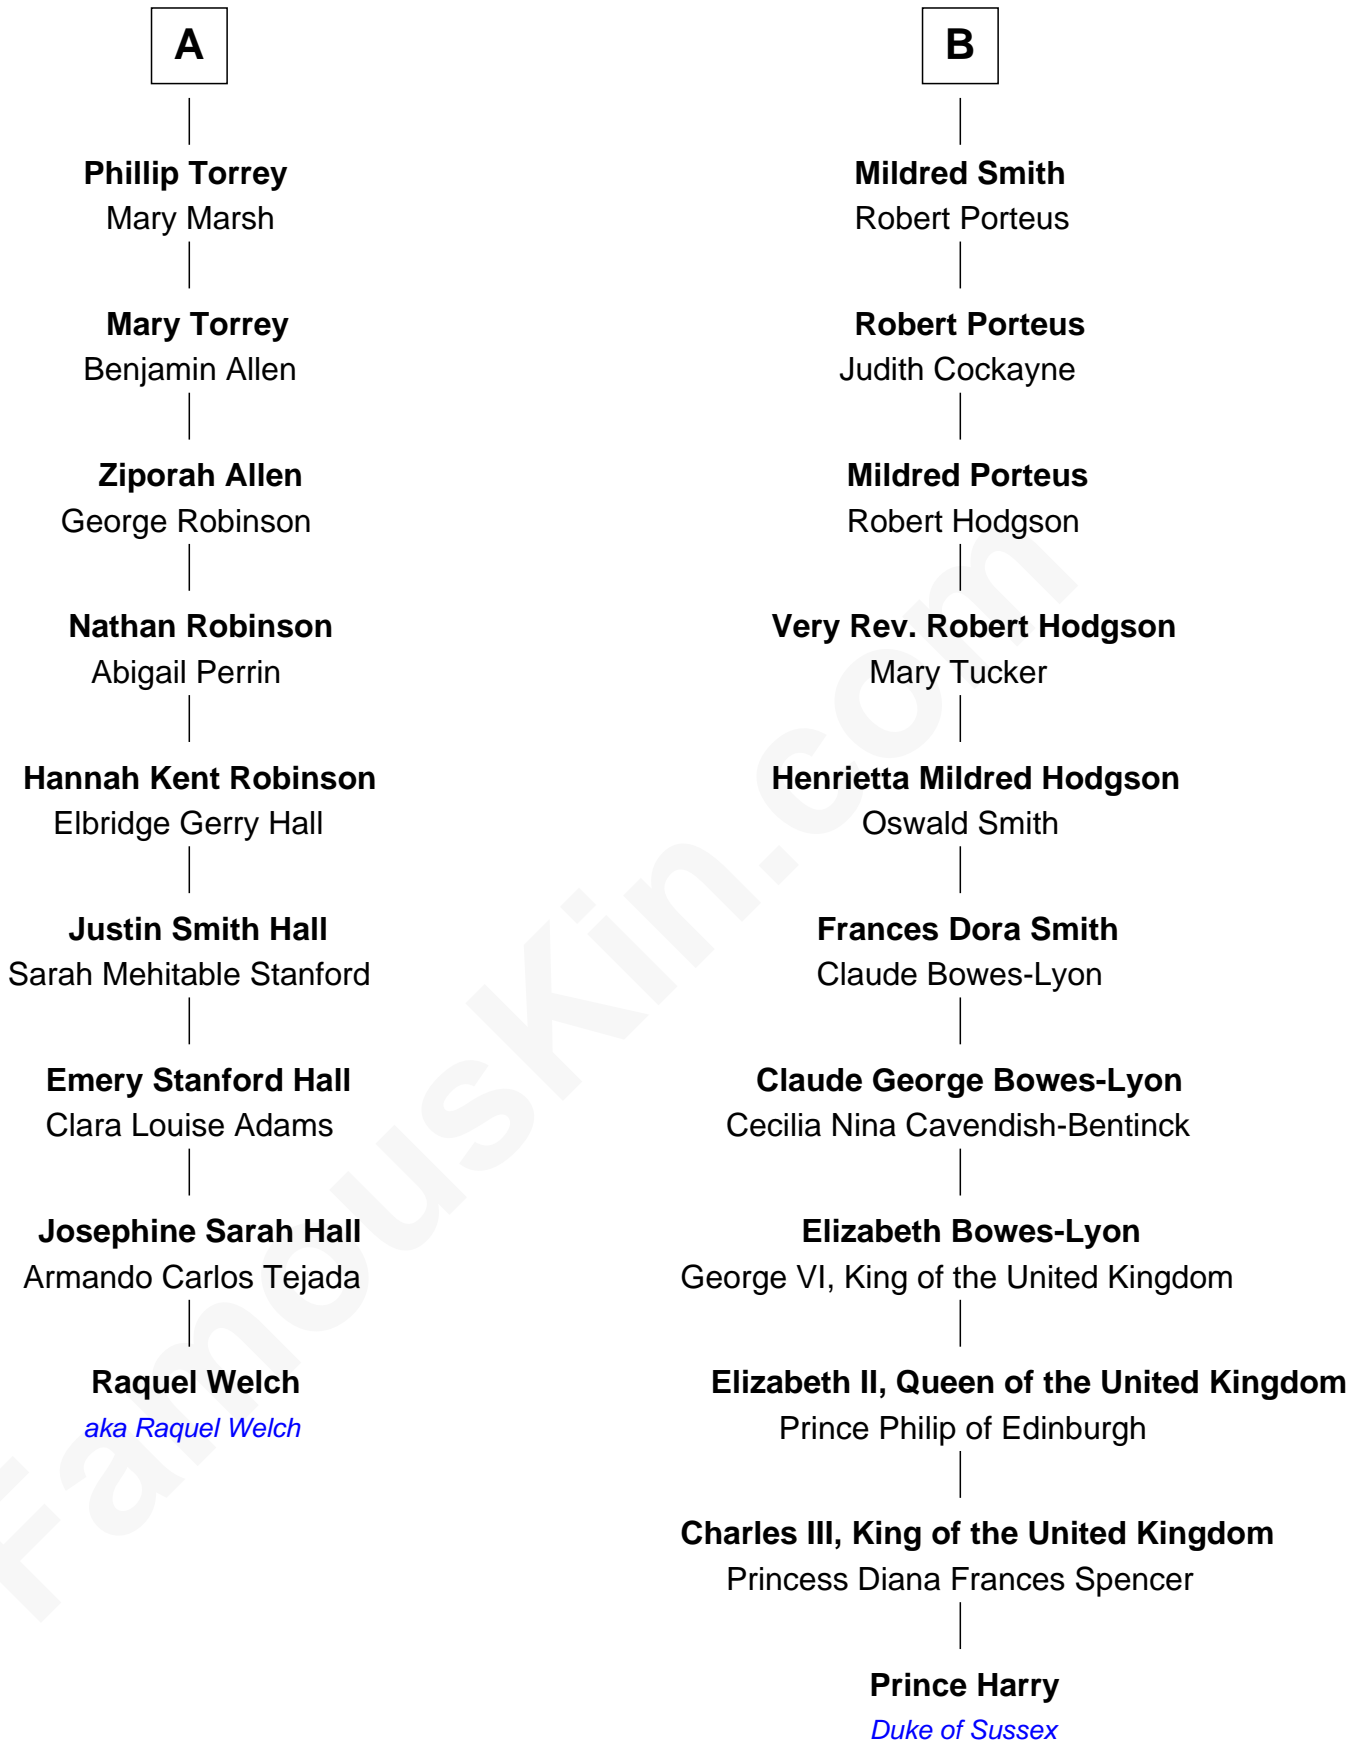 A
Phillip Torrey
Mary Marsh
Mary Torrey
Benjamin Allen
Ziporah Allen
George Robinson
Nathan Robinson
Abigail Perrin
Hannah Kent Robinson
Elbridge Gerry Hall
Justin Smith Hall
Sarah Mehitable Stanford
Emery Stanford Hall
Clara Louise Adams
Josephine Sarah Hall
Armando Carlos Tejada
Raquel Welch
aka Raquel Welch
B
Mildred Smith
Robert Porteus
Robert Porteus
Judith Cockayne
Mildred Porteus
Robert Hodgson
Very Rev. Robert Hodgson
Mary Tucker
Henrietta Mildred Hodgson
Oswald Smith
Frances Dora Smith
Claude Bowes-Lyon
Claude George Bowes-Lyon
Cecilia Nina Cavendish-Bentinck
Elizabeth Bowes-Lyon
George VI, King of the United Kingdom
Elizabeth II, Queen of the United Kingdom
Prince Philip of Edinburgh
Charles III, King of the United Kingdom
Princess Diana Frances Spencer
Prince Harry
Duke of Sussex
FamousKin.com